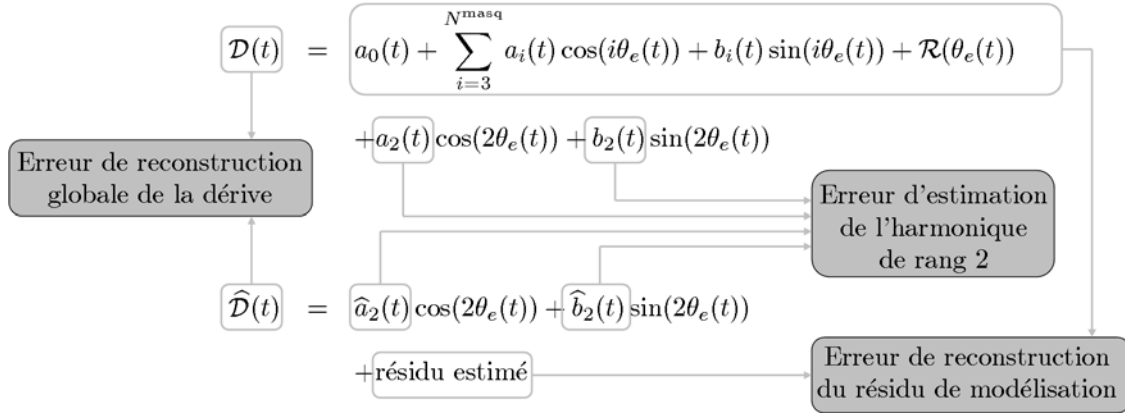 𝒟(t) = a₀(t) + ∑_{i=3}^{N^{masq}} aᵢ(t) cos(iθₑ(t)) + bᵢ(t) sin(iθₑ(t)) + ℛ(θₑ(t))
+a₂(t) cos(2θₑ(t)) + b₂(t) sin(2θₑ(t))
Erreur de reconstruction
globale de la dérive
Erreur d'estimation
de l'harmonique
de rang 2
𝒟̂(t) = â₂(t) cos(2θₑ(t)) + b̂₂(t) sin(2θₑ(t))
+résidu estimé
Erreur de reconstruction
du résidu de modélisation